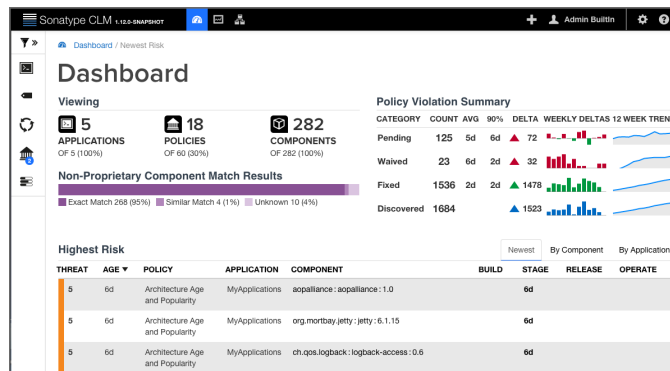 Sonatype CLM 1.12.0-SNAPSHOT Admin BuiltIn
Dashboard / Newest Risk
Dashboard
Viewing
5 APPLICATIONS OF 5 (100%)
18 POLICIES OF 60 (30%)
282 COMPONENTS OF 282 (100%)
Non-Proprietary Component Match Results
Exact Match 268 (95%) Similar Match 4 (1%) Unknown 10 (4%)
Policy Violation Summary
CATEGORY COUNT AVG 90% DELTA WEEKLY DELTAS 12 WEEK TREN
Pending 125 5d 6d 72
Waived 23 6d 2d 32
Fixed 1536 2d 2d 1478
Discovered 1684 1523
2
Highest Risk
Newest By Component By Application
THREAT AGE POLICY APPLICATION COMPONENT BUILD STAGE RELEASE OPERATE
5 6d Architecture Age and Popularity MyApplications aopalliance : aopalliance : 1.0 6d
5 6d Architecture Age and Popularity MyApplications org.mortbay.jetty : jetty : 6.1.15 6d
5 6d Architecture Age and Popularity MyApplications ch.qos.logback : logback-access : 0.6 6d